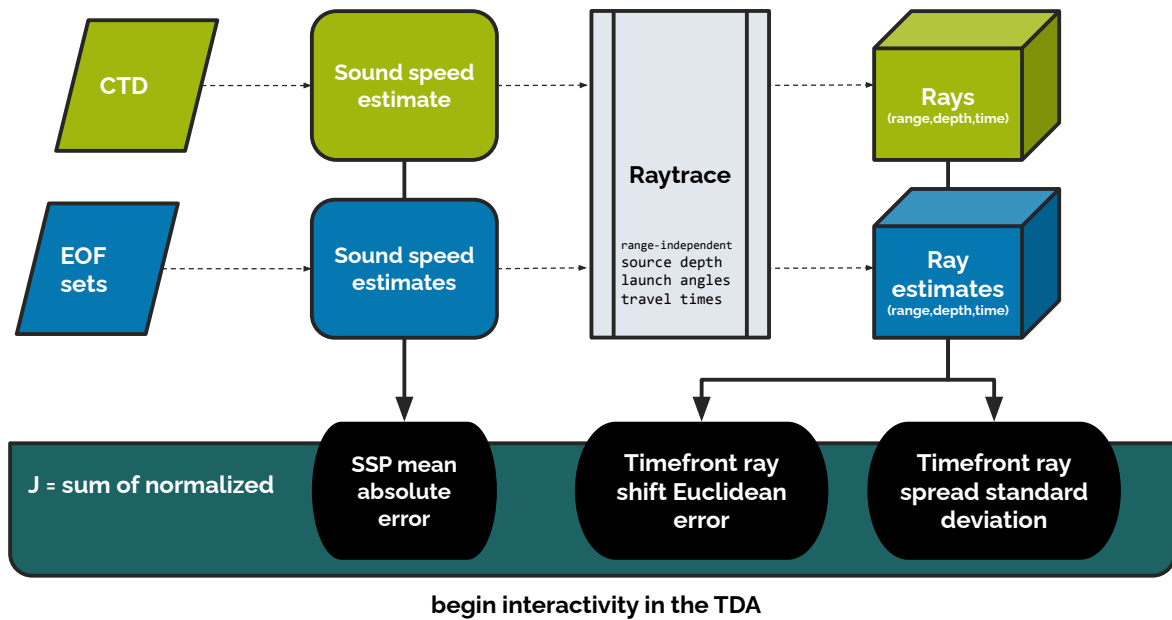 CTD
Sound speed
estimate
Rays
(range,depth,time)
Raytrace
range-independent
source depth
launch angles
travel times
EOF
sets
Sound speed
estimates
Ray
estimates
(range,depth,time)
J = sum of normalized
SSP mean
absolute
error
Timefront ray
shift Euclidean
error
Timefront ray
spread standard
deviation
begin interactivity in the TDA